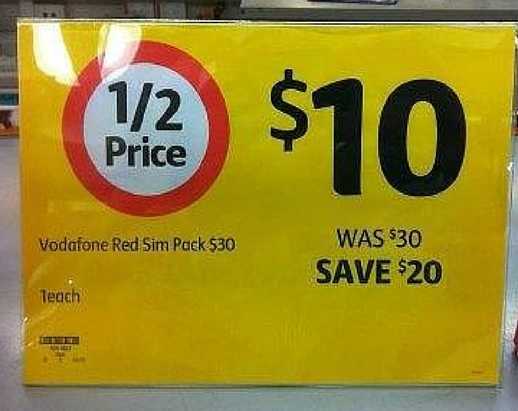 1/2
Price
$10
Vodafone Red Sim Pack $30
WAS $30
SAVE $20
1each